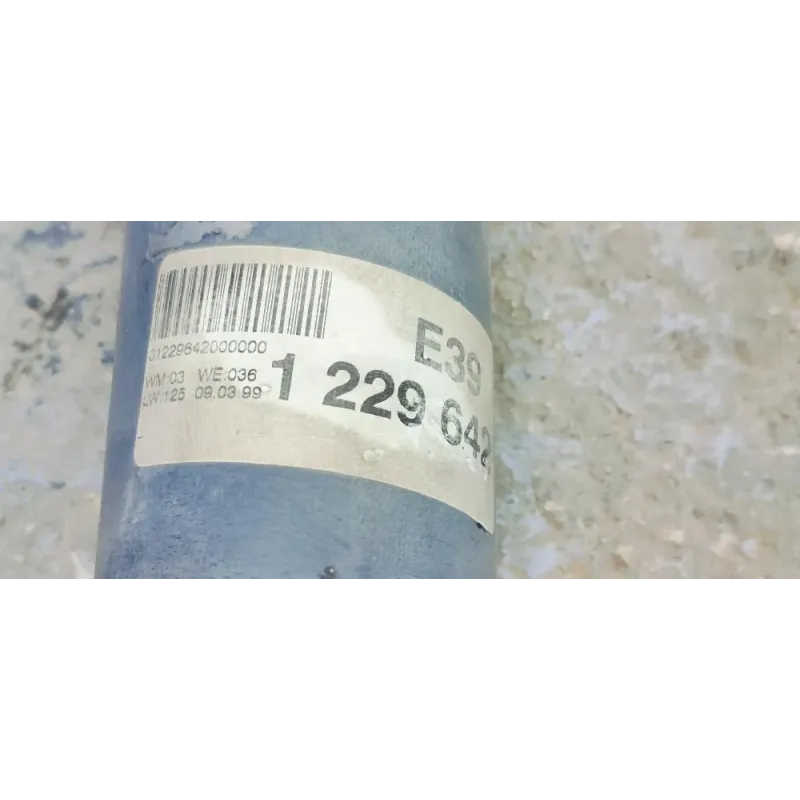 01229642000000
E39
WM:03 WE:036
LW:125 09.03.99
1 229 642